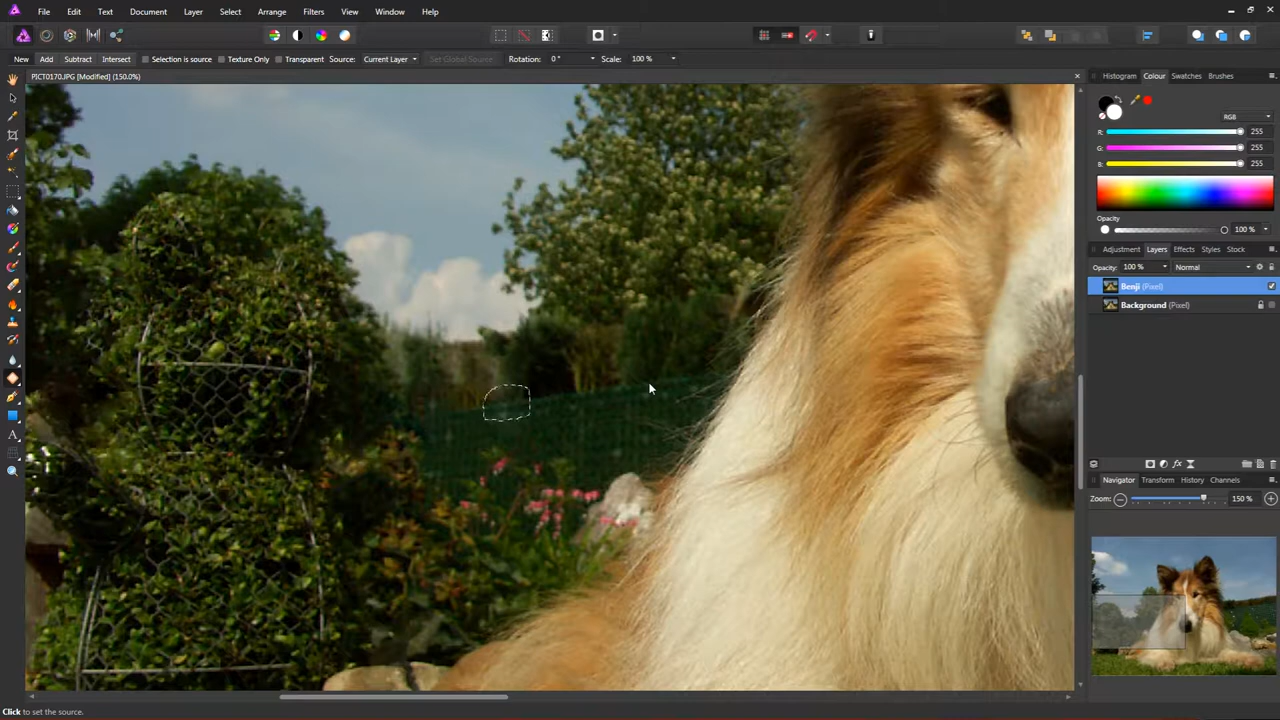 File Edit Text Document Layer Select Arrange Filters View Window Help
New Add Subtract Intersect Selection is source Texture Only Transparent Source: Current Layer Set Global Source Rotation: 0 ° Scale: 100 %
PICT0170.JPG [Modified] (150.0%)
Histogram Colour Swatches Brushes
RGB
R: 255
G: 255
B: 255
Opacity
100 %
Adjustment Layers Effects Styles Stock
Opacity: 100 % Normal
Benji (Pixel)
Background (Pixel)
Navigator Transform History Channels
Zoom: 150 %
Click to set the source.